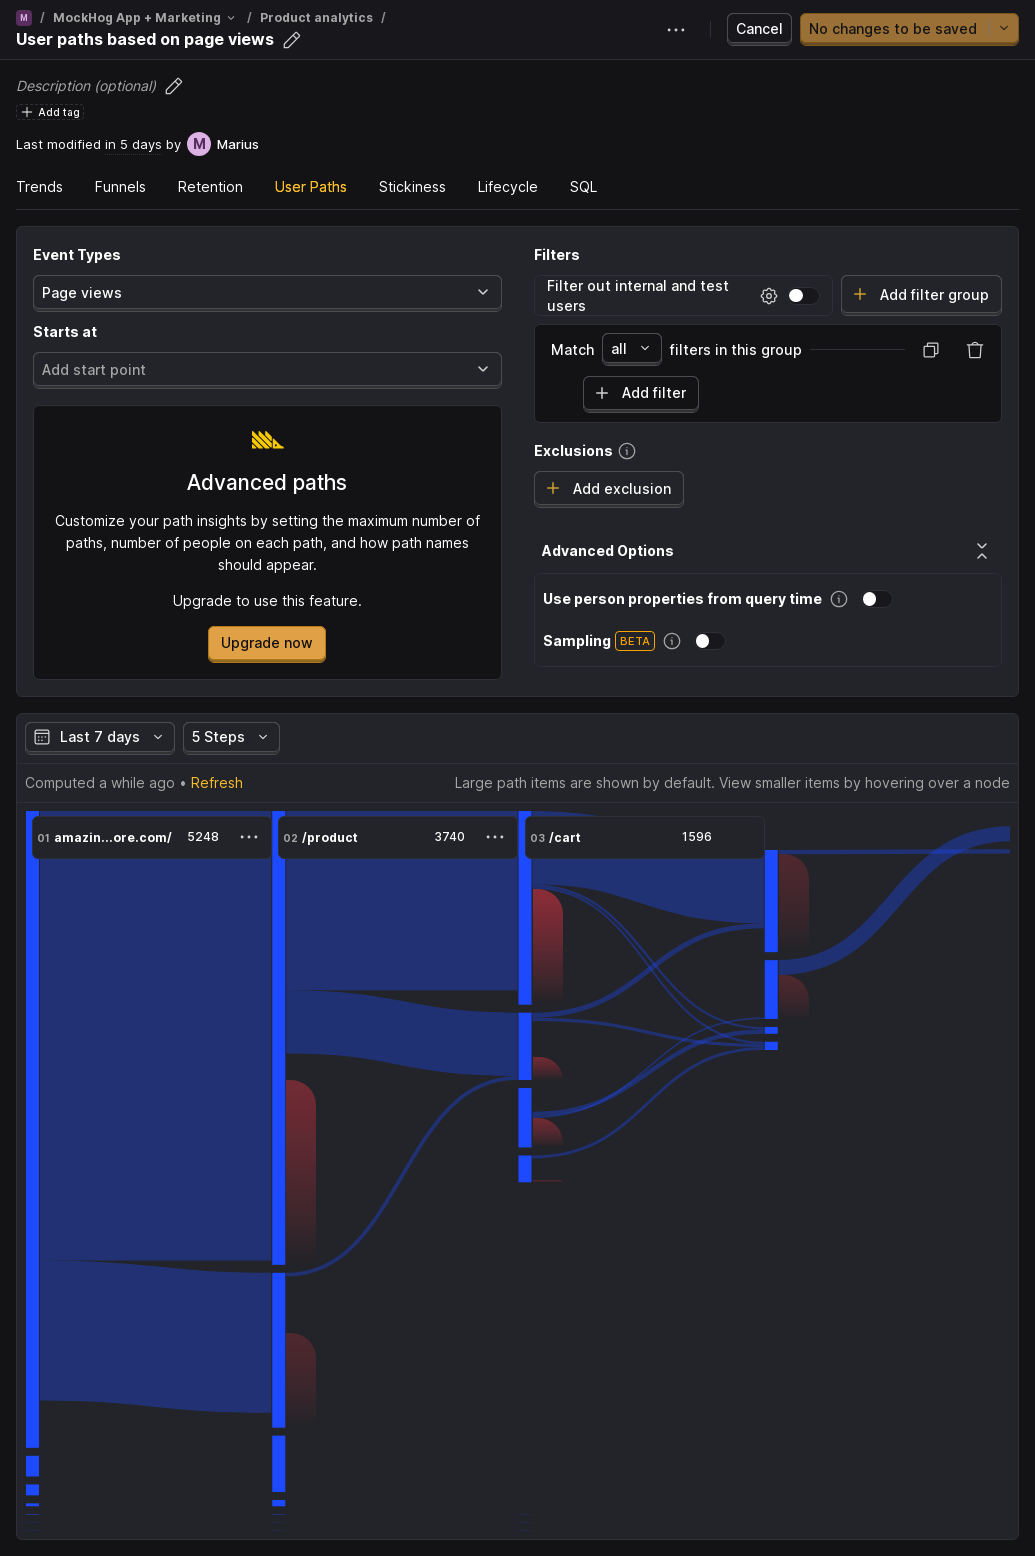 M / MockHog App + Marketing / Product analytics /
User paths based on page views
Cancel
No changes to be saved
Description (optional)
Add tag
Last modified in 5 days by M Marius
Trends Funnels Retention User Paths Stickiness Lifecycle SQL
Event Types
Page views
Starts at
Add start point
Advanced paths
Customize your path insights by setting the maximum number of
paths, number of people on each path, and how path names
should appear.
Upgrade to use this feature.
Upgrade now
Filters
Filter out internal and test
users
Add filter group
Match all filters in this group
Add filter
Exclusions
Add exclusion
Advanced Options
Use person properties from query time
Sampling BETA
Last 7 days
5 Steps
Computed a while ago • Refresh
Large path items are shown by default. View smaller items by hovering over a node
01 amazin...ore.com/ 5248
02 /product 3740
03 /cart 1596